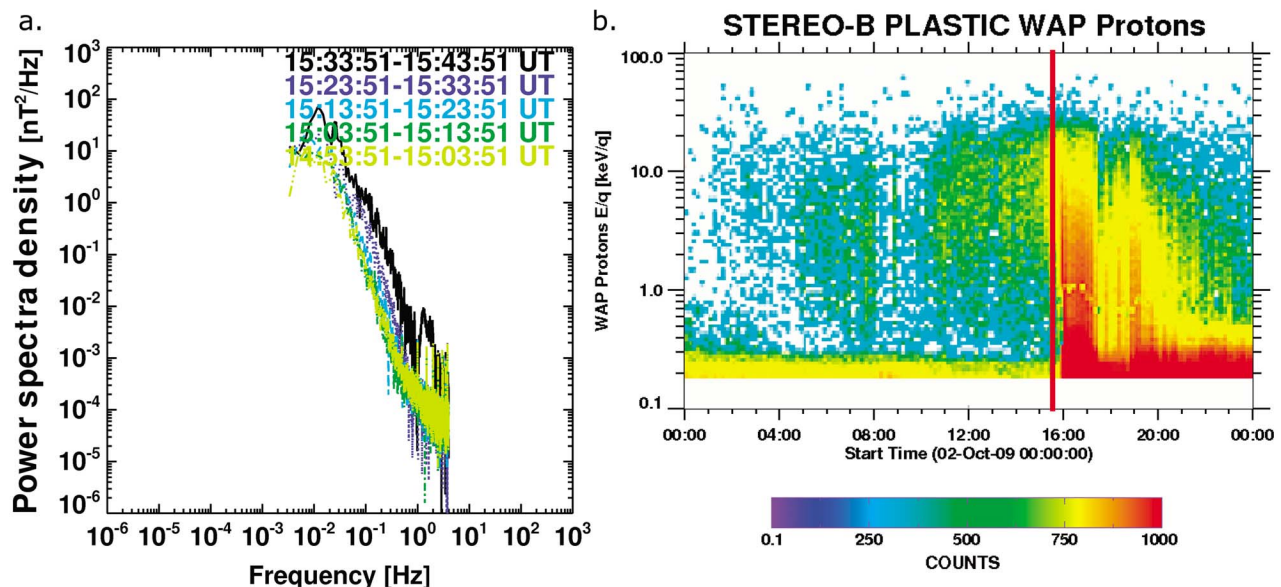 a.
Power spectra density [nT²/Hz]
10³
10²
10¹
10⁰
10⁻¹
10⁻²
10⁻³
10⁻⁴
10⁻⁵
10⁻⁶
15:33:51-15:43:51 UT
15:23:51-15:33:51 UT
15:13:51-15:23:51 UT
15:03:51-15:13:51 UT
14:53:51-15:03:51 UT
10⁻⁶ 10⁻⁵ 10⁻⁴ 10⁻³ 10⁻² 10⁻¹ 10⁰ 10¹ 10² 10³
Frequency [Hz]
b.
STEREO-B PLASTIC WAP Protons
WAP Protons E/q [keV/q]
100.0
10.0
1.0
0.1
00:00 04:00 08:00 12:00 16:00 20:00 00:00
Start Time (02-Oct-09 00:00:00)
0.1 250 500 750 1000
COUNTS